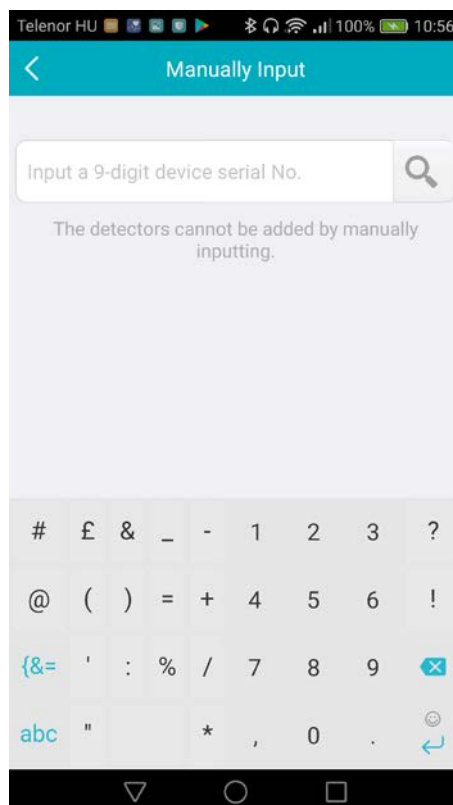 Telenor HU 100% 10:56
Manually Input
Input a 9-digit device serial No.
The detectors cannot be added by manually
inputting.
# £ & _ - 1 2 3 ?
@ ( ) = + 4 5 6 !
{&= ' : % / 7 8 9
abc " * , 0 .